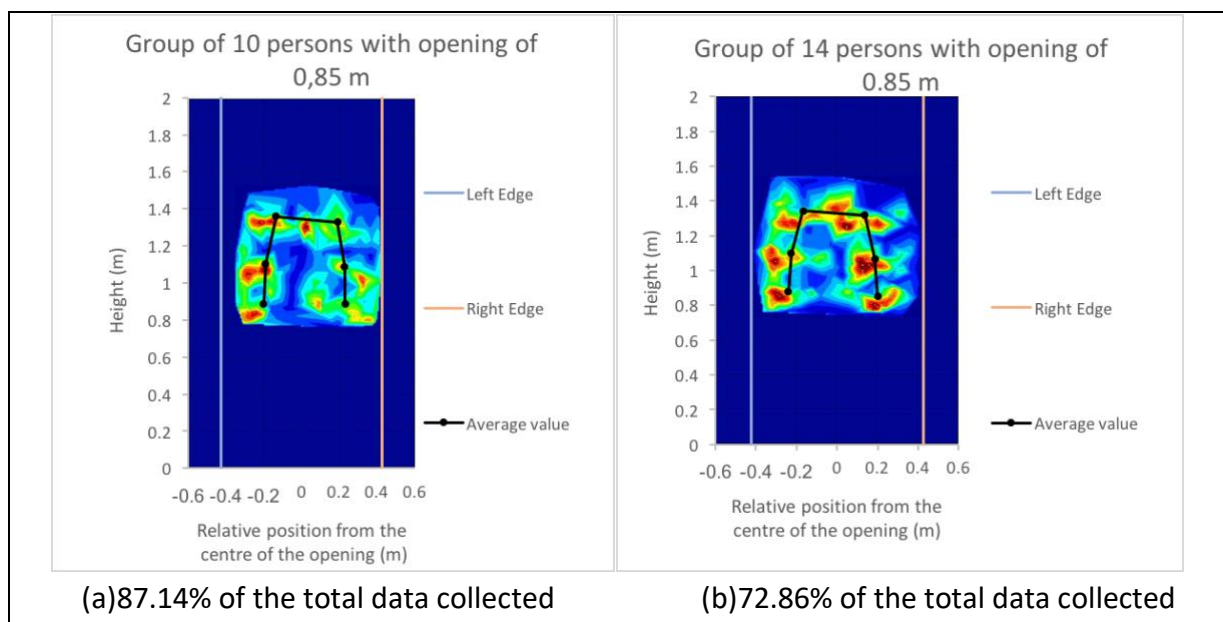 Group of 10 persons with opening of
0,85 m
2
1.8
1.6
1.4
1.2
1
0.8
0.6
0.4
0.2
0
Height (m)
-0.6 -0.4 -0.2 0 0.2 0.4 0.6
Relative position from the
centre of the opening (m)
Left Edge
Right Edge
Average value
(a)87.14% of the total data collected
Group of 14 persons with opening of
0.85 m
2
1.8
1.6
1.4
1.2
1
0.8
0.6
0.4
0.2
0
Height (m)
-0.6 -0.4 -0.2 0 0.2 0.4 0.6
Relative position from the
centre of the opening (m)
Left Edge
Right Edge
Average value
(b)72.86% of the total data collected